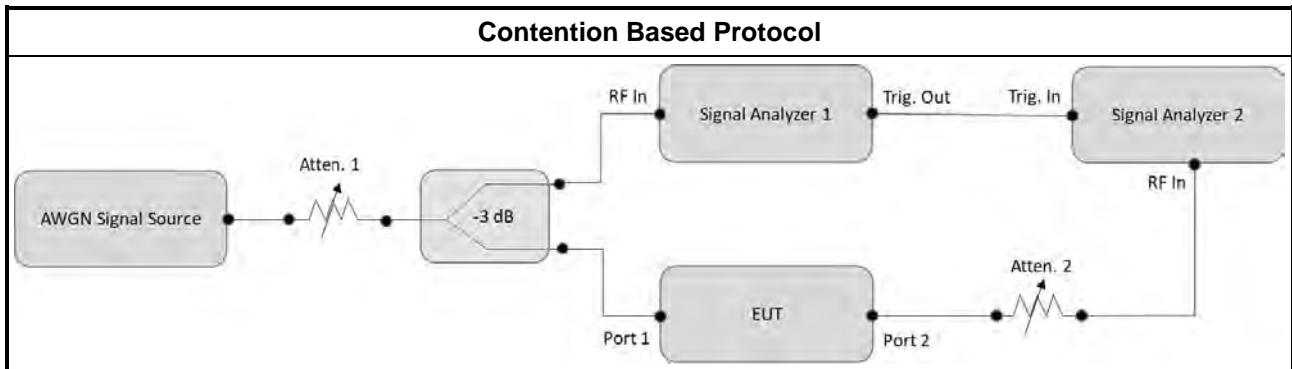 Contention Based Protocol
RF In
Signal Analyzer 1
Trig. Out
Trig. In
Signal Analyzer 2
Atten. 1
RF In
AWGN Signal Source
-3 dB
Atten. 2
EUT
Port 1
Port 2